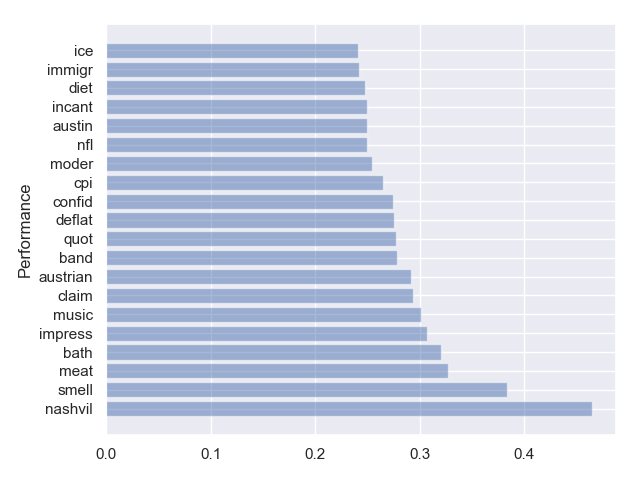 ice
immigr
diet
incant
austin
nfl
moder
cpi
confid
deflat
quot
band
austrian
claim
music
impress
bath
meat
smell
nashvil
Performance
0.0 0.1 0.2 0.3 0.4